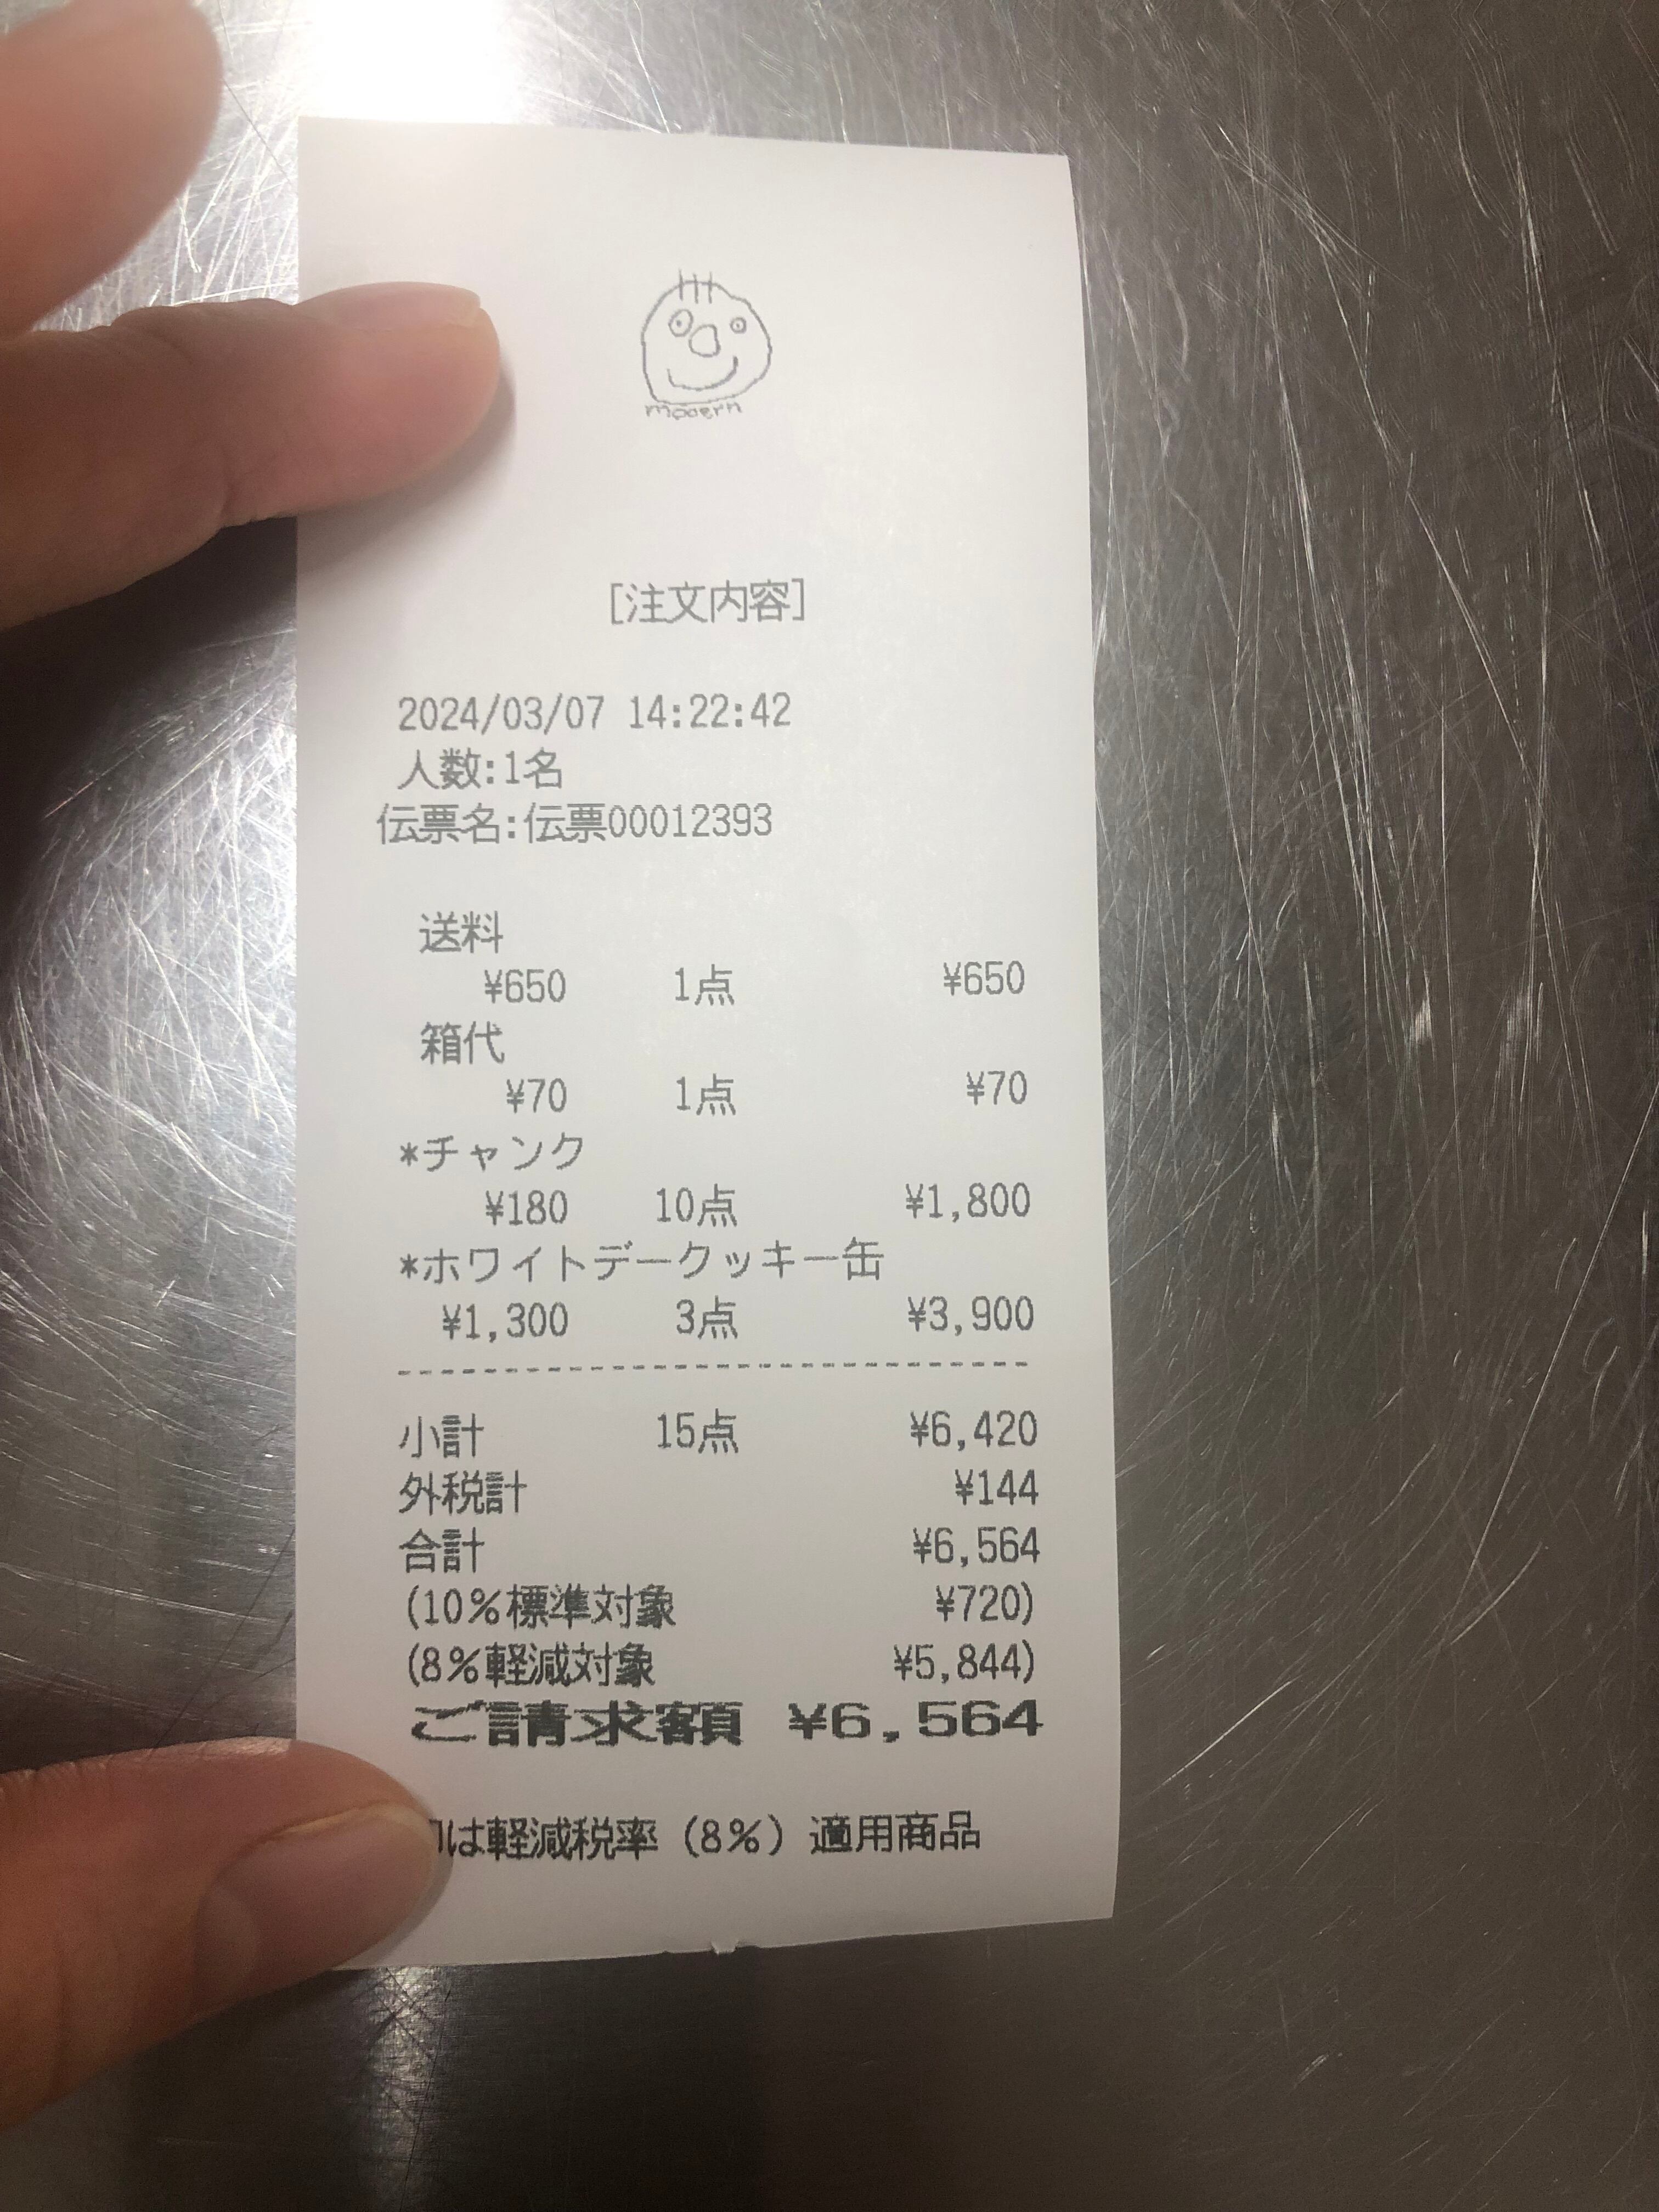 modern
[注文内容]
2024/03/07 14:22:42
人数:1名
伝票名:伝票00012393
送料
¥650 1点 ¥650
箱代
¥70 1点 ¥70
*チャンク
¥180 10点 ¥1,800
*ホワイトデークッキー缶
¥1,300 3点 ¥3,900
小計 15点 ¥6,420
外税計 ¥144
合計 ¥6,564
(10%標準対象 ¥720)
(8%軽減対象 ¥5,844)
ご請求額 ¥6,564
は軽減税率(8%)適用商品